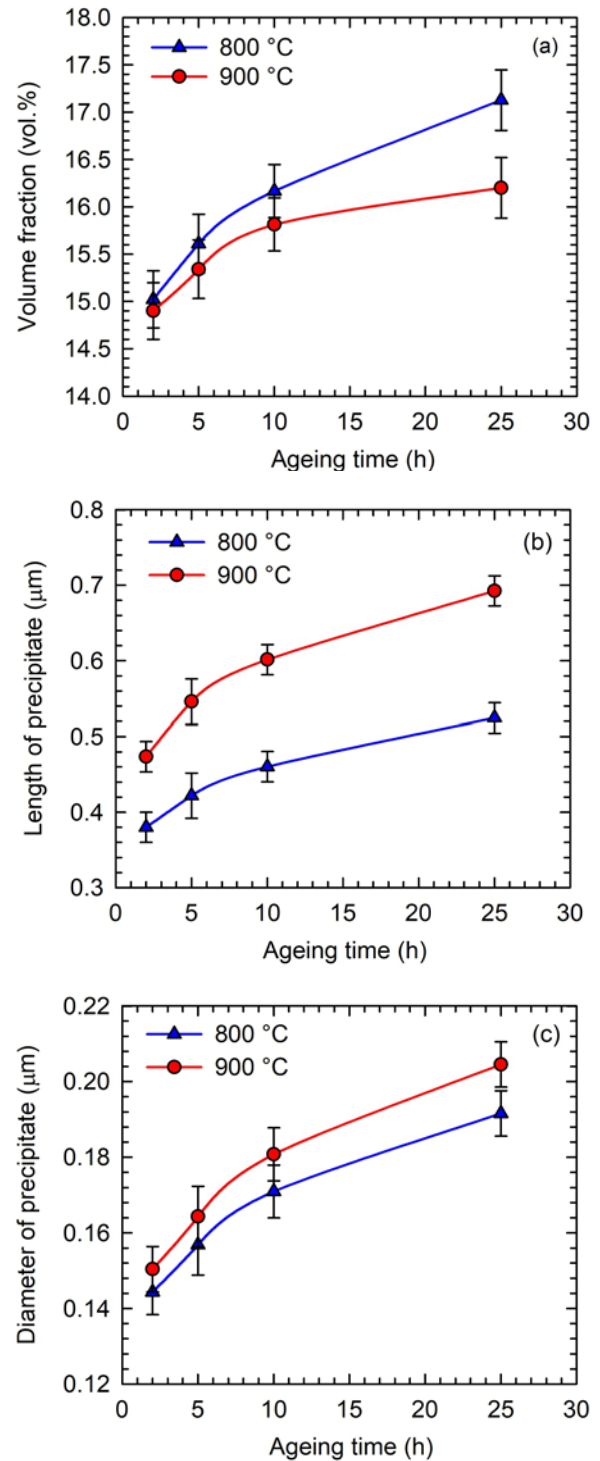 18.0
800 °C
(a)
17.5
900 °C
17.0
16.5
16.0
15.5
15.0
14.5
14.0
Volume fraction (vol.%)
0 5 10 15 20 25 30
Ageing time (h)
0.8
800 °C
(b)
900 °C
0.7
0.6
0.5
0.4
0.3
Length of precipitate (μm)
0 5 10 15 20 25 30
Ageing time (h)
0.22
800 °C
(c)
900 °C
0.20
0.18
0.16
0.14
0.12
Diameter of precipitate (μm)
0 5 10 15 20 25 30
Ageing time (h)